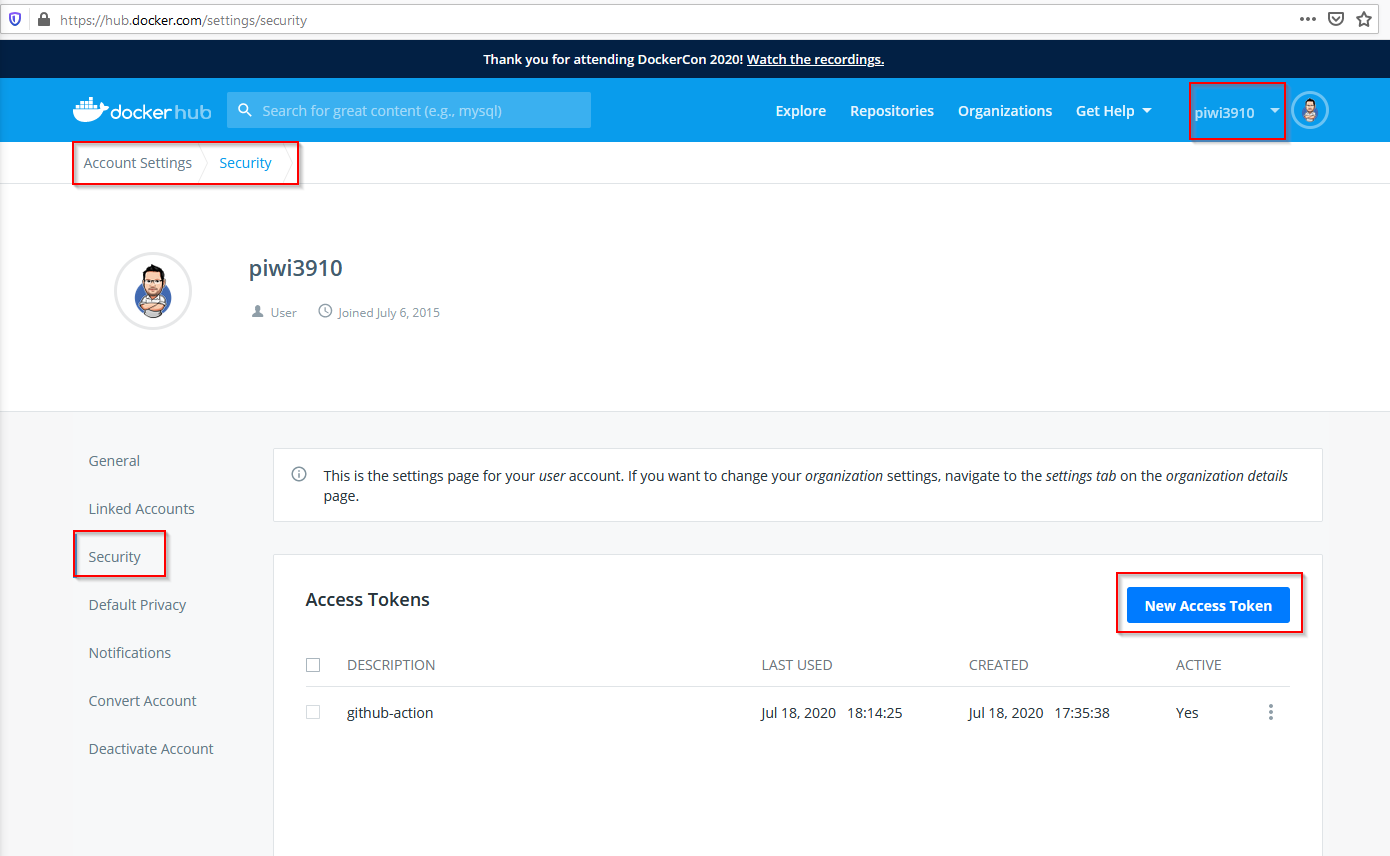 https://hub.docker.com/settings/security
Thank you for attending DockerCon 2020! Watch the recordings.
docker hub
Search for great content (e.g., mysql)
Explore
Repositories
Organizations
Get Help
piwi3910
Account Settings
Security
piwi3910
User
Joined July 6, 2015
General
Linked Accounts
Security
Default Privacy
Notifications
Convert Account
Deactivate Account
This is the settings page for your user account. If you want to change your organization settings, navigate to the settings tab on the organization details
page.
Access Tokens
New Access Token
DESCRIPTION LAST USED CREATED ACTIVE
github-action Jul 18, 2020 18:14:25 Jul 18, 2020 17:35:38 Yes